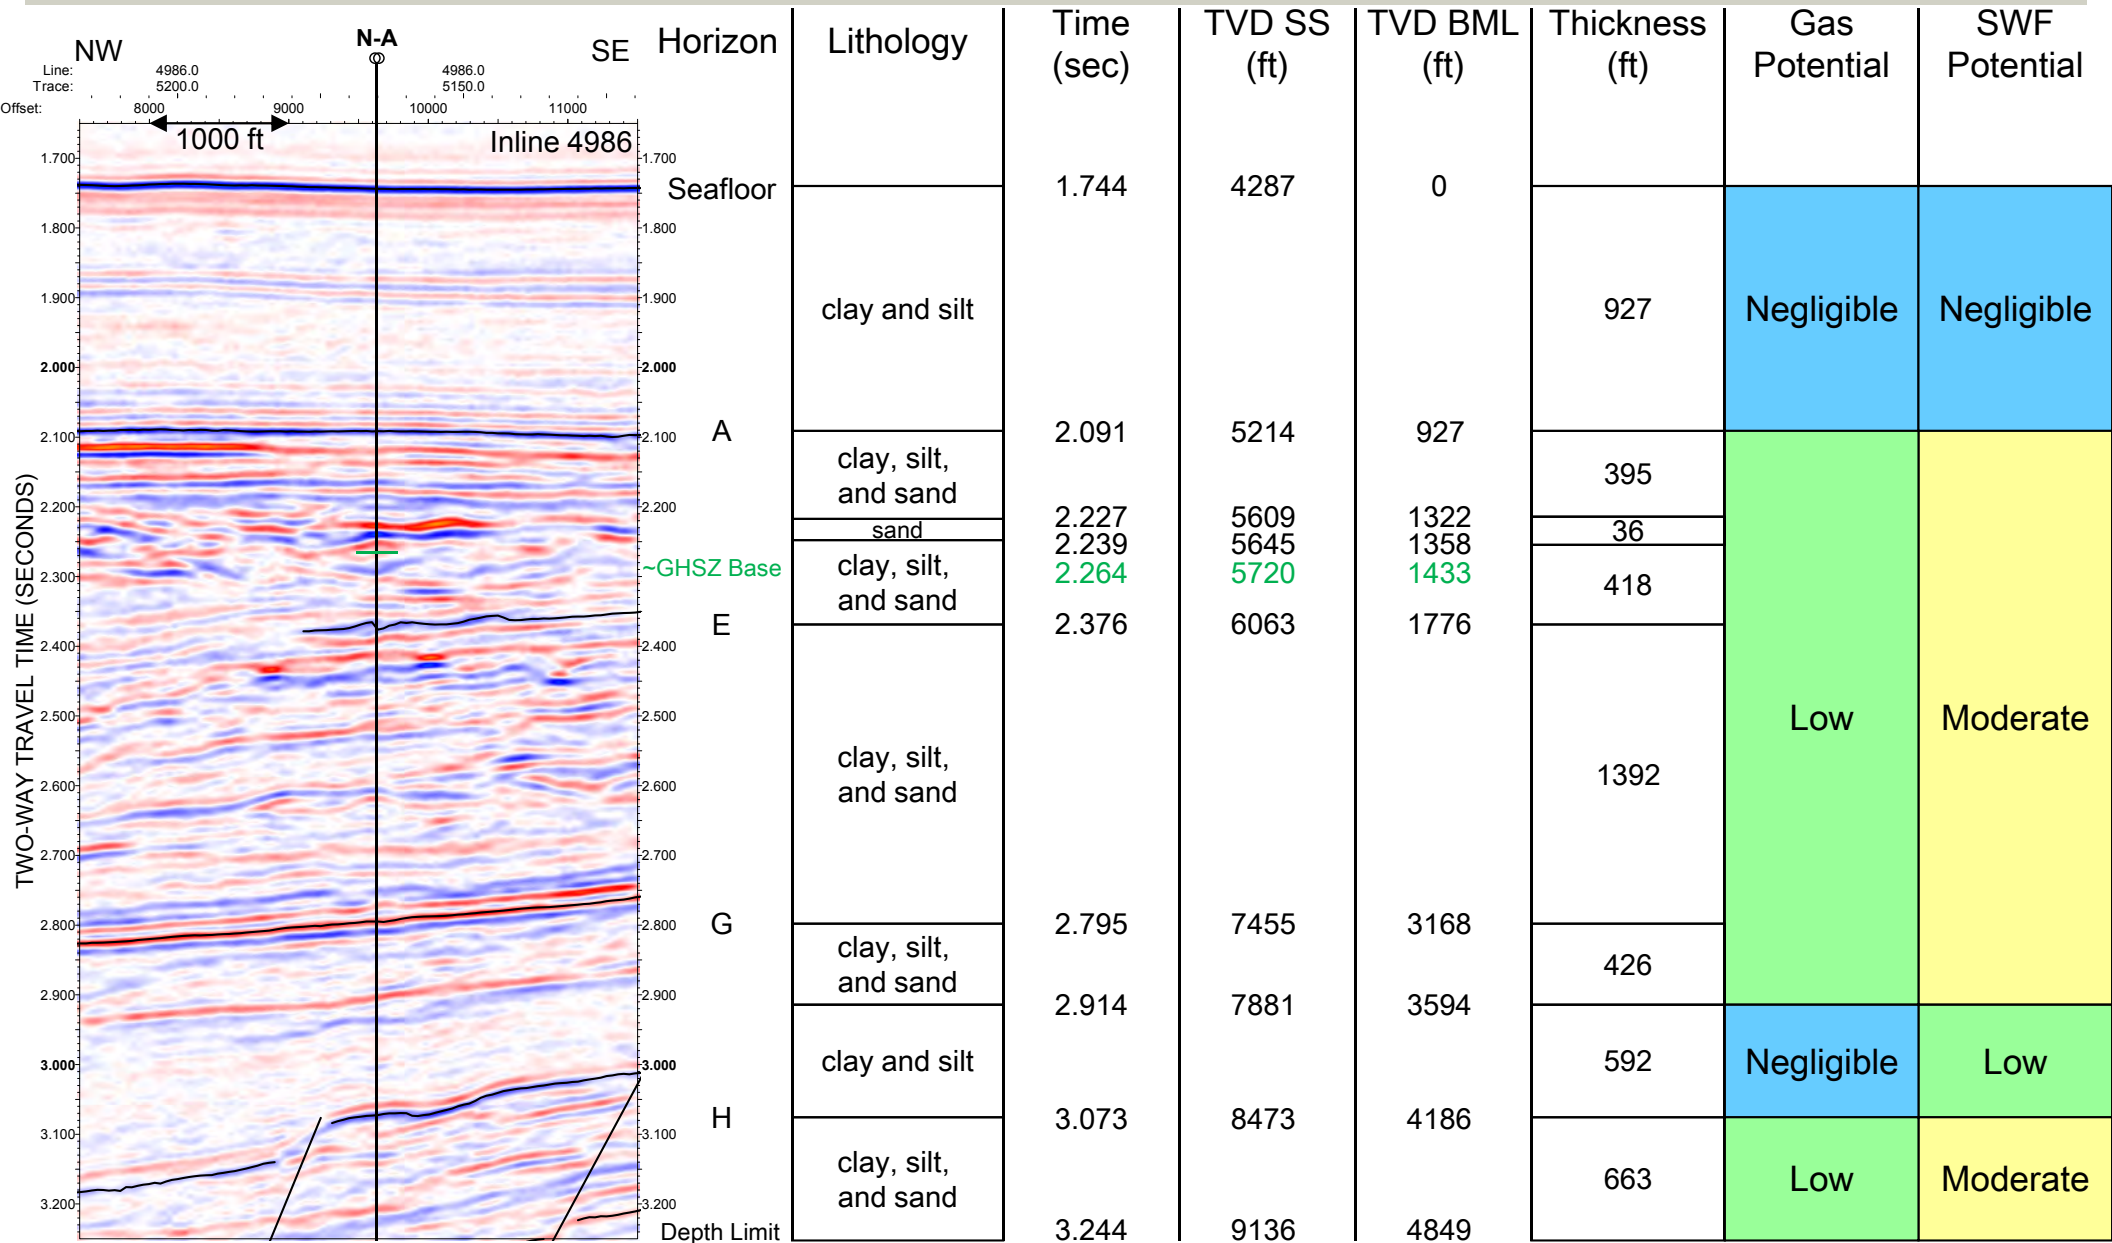 NW N-A SE
Line: 4986.0 4986.0
Trace: 5200.0 5150.0
Offset: 8000 9000 10000 11000
1000 ft Inline 4986
TWO-WAY TRAVEL TIME (SECONDS)
1.700 1.700
1.800 1.800
1.900 1.900
2.000 2.000
2.100 2.100
2.200 2.200
2.300 2.300
2.400 2.400
2.500 2.500
2.600 2.600
2.700 2.700
2.800 2.800
2.900 2.900
3.000 3.000
3.100 3.100
3.200 3.200
Horizon
Seafloor
A
~GHSZ Base
E
G
H
Depth Limit
Lithology
clay and silt
clay, silt,
and sand
sand
clay, silt,
and sand
clay, silt,
and sand
clay, silt,
and sand
clay and silt
clay, silt,
and sand
Time
(sec)
1.744
2.091
2.227
2.239
2.264
2.376
2.795
2.914
3.073
3.244
TVD SS
(ft)
4287
5214
5609
5645
5720
6063
7455
7881
8473
9136
TVD BML
(ft)
0
927
1322
1358
1433
1776
3168
3594
4186
4849
Thickness
(ft)
927
395
36
418
1392
426
592
663
Gas
Potential
Negligible
Low
Negligible
Low
SWF
Potential
Negligible
Moderate
Low
Moderate